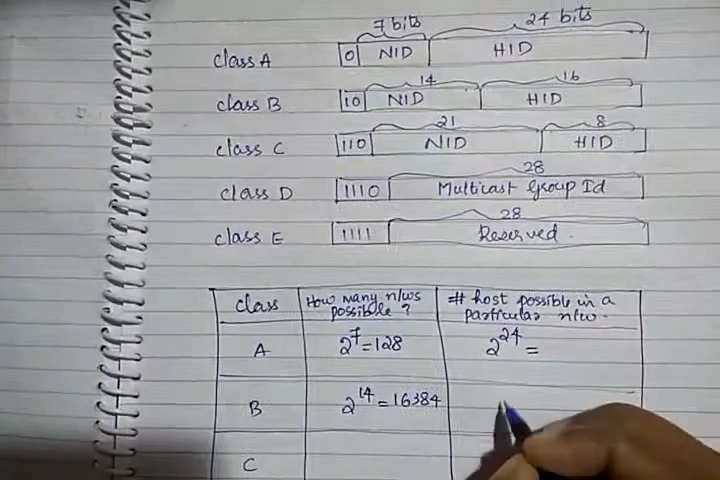 7 bits 24 bits
class A 0 NID HID
14 16
class B 10 NID HID
21 8
class C 110 NID HID
28
class D 1110 Multicast Group Id
28
class E 1111 Reserved.
class How many n/ws possible ? # host possible in a particular n/w.
A 2^7 = 128 2^24 =
B 2^14 = 16384
C